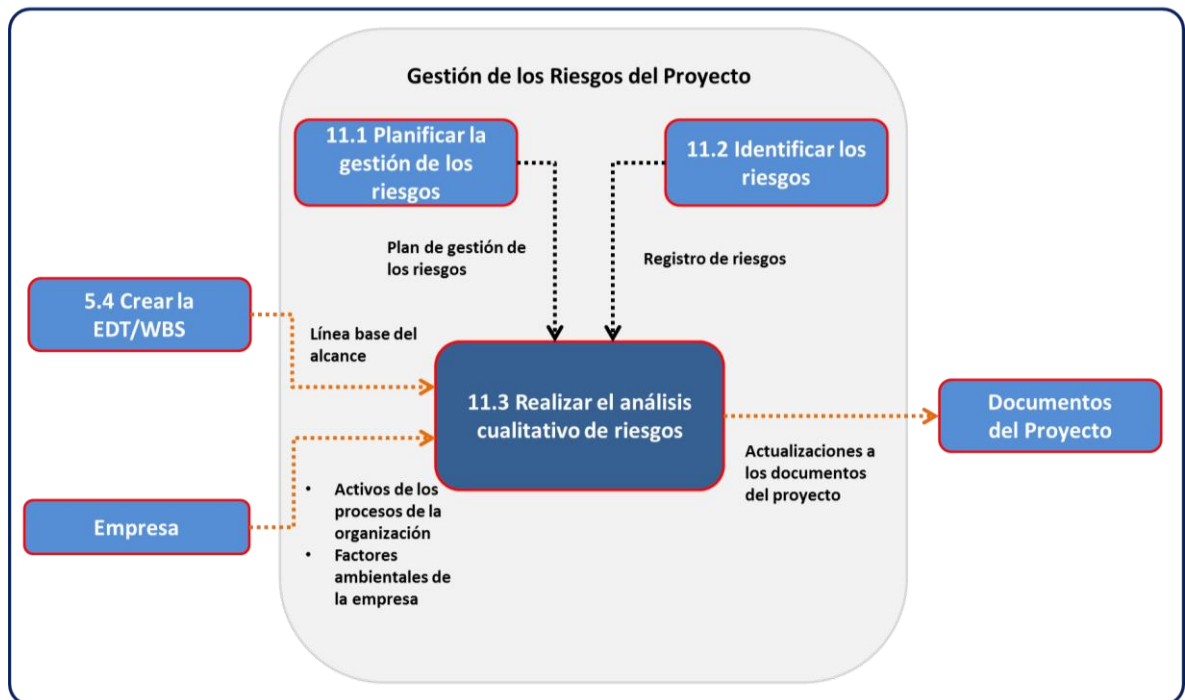 Gestión de los Riesgos del Proyecto
11.1 Planificar la
gestión de los
riesgos
11.2 Identificar los
riesgos
Plan de gestión de
los riesgos
Registro de riesgos
5.4 Crear la
EDT/WBS
Línea base del
alcance
11.3 Realizar el análisis
cualitativo de riesgos
Documentos
del Proyecto
Actualizaciones a
los documentos
del proyecto
Empresa
• Activos de los
procesos de la
organización
• Factores
ambientales de
la empresa